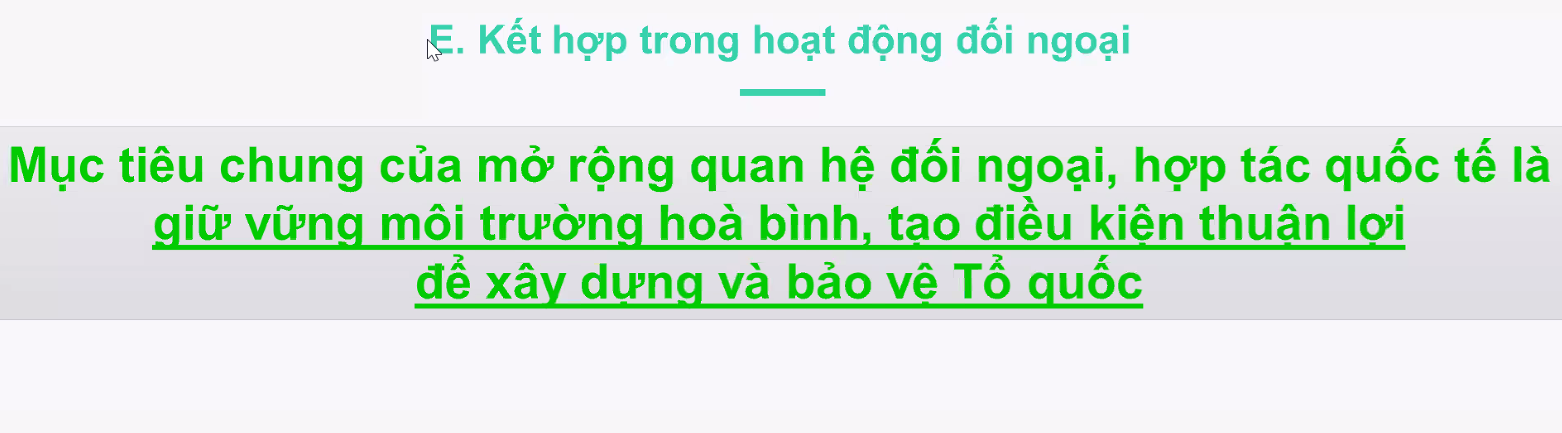 E. Kết hợp trong hoạt động đối ngoại
Mục tiêu chung của mở rộng quan hệ đối ngoại, hợp tác quốc tế là
giữ vững môi trường hoà bình, tạo điều kiện thuận lợi
để xây dựng và bảo vệ Tổ quốc